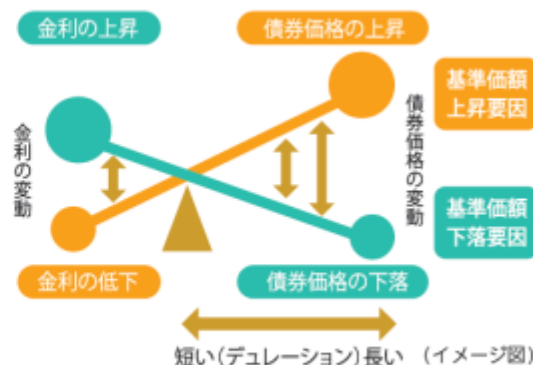 金利の上昇
債券価格の上昇
基準価額
上昇要因
金利の変動
債券価格の変動
基準価額
下落要因
金利の低下
債券価格の下落
短い(デュレーション)長い
(イメージ図)